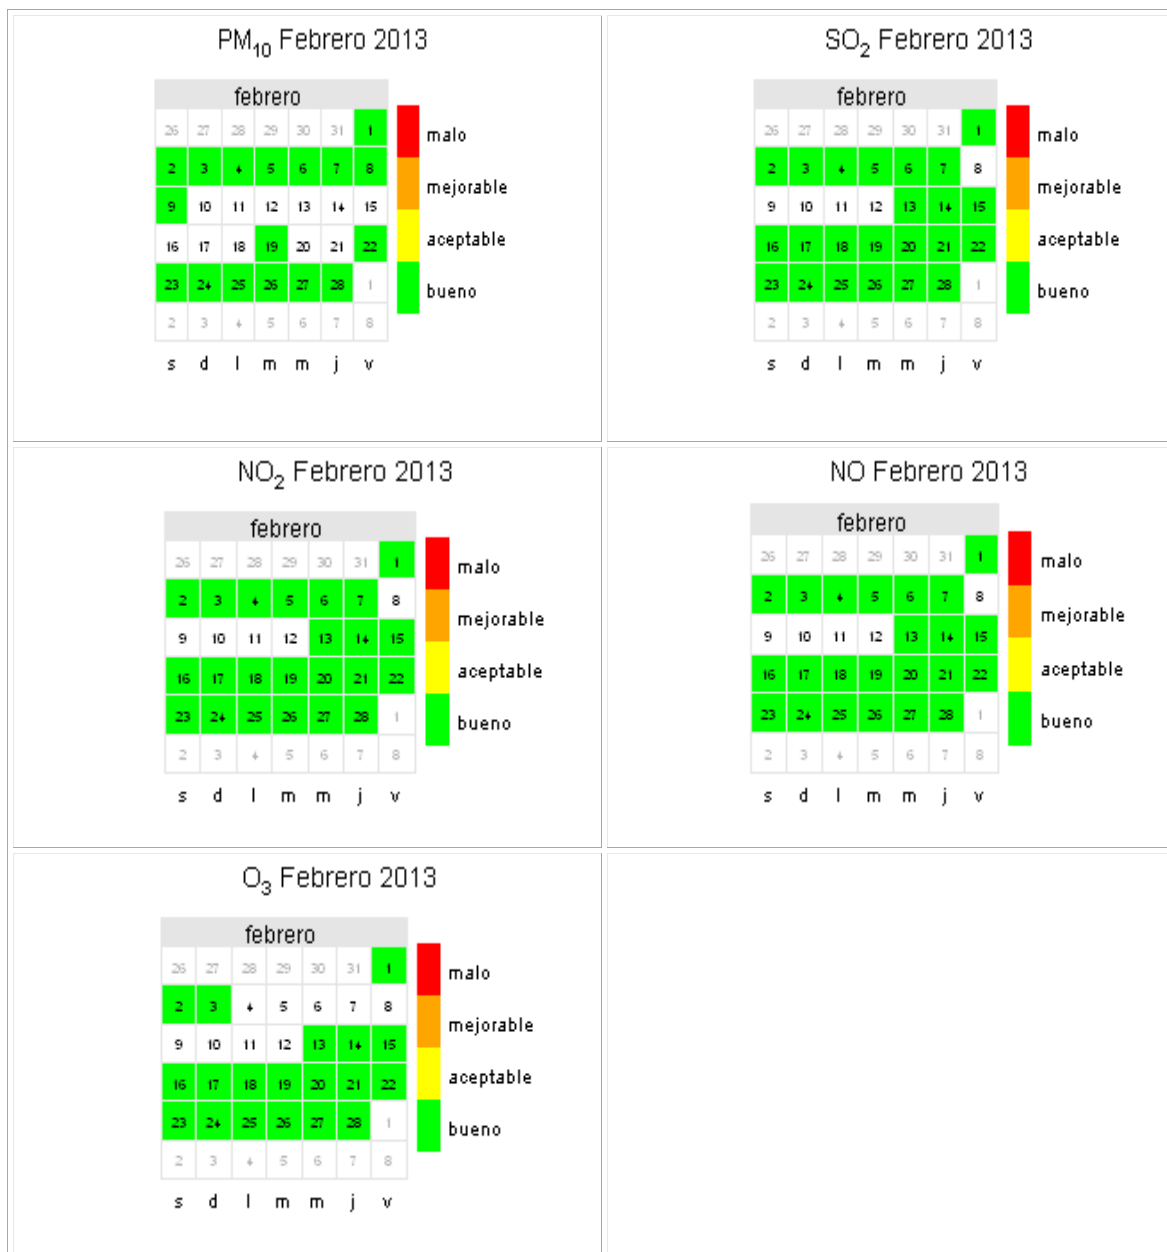 PM10 Febrero 2013
febrero
26 27 28 29 30 31 1
2 3 4 5 6 7 8
9 10 11 12 13 14 15
16 17 18 19 20 21 22
23 24 25 26 27 28 1
2 3 4 5 6 7 8
s d l m m j v
malo
mejorable
aceptable
bueno
SO2 Febrero 2013
febrero
26 27 28 29 30 31 1
2 3 4 5 6 7 8
9 10 11 12 13 14 15
16 17 18 19 20 21 22
23 24 25 26 27 28 1
2 3 4 5 6 7 8
s d l m m j v
malo
mejorable
aceptable
bueno
NO2 Febrero 2013
febrero
26 27 28 29 30 31 1
2 3 4 5 6 7 8
9 10 11 12 13 14 15
16 17 18 19 20 21 22
23 24 25 26 27 28 1
2 3 4 5 6 7 8
s d l m m j v
malo
mejorable
aceptable
bueno
NO Febrero 2013
febrero
26 27 28 29 30 31 1
2 3 4 5 6 7 8
9 10 11 12 13 14 15
16 17 18 19 20 21 22
23 24 25 26 27 28 1
2 3 4 5 6 7 8
s d l m m j v
malo
mejorable
aceptable
bueno
O3 Febrero 2013
febrero
26 27 28 29 30 31 1
2 3 4 5 6 7 8
9 10 11 12 13 14 15
16 17 18 19 20 21 22
23 24 25 26 27 28 1
2 3 4 5 6 7 8
s d l m m j v
malo
mejorable
aceptable
bueno